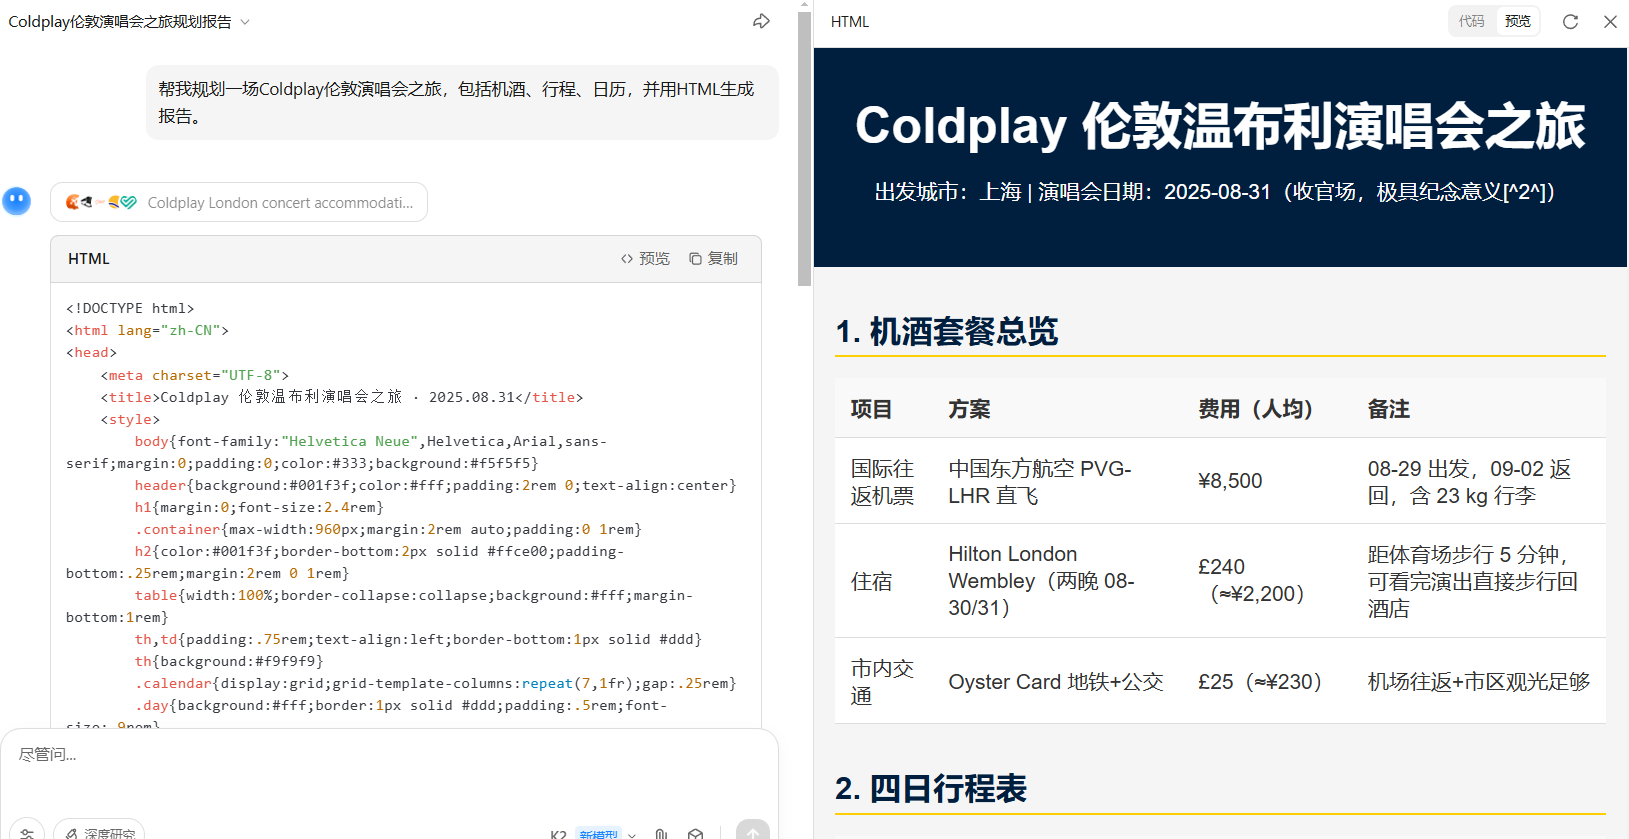 Coldplay伦敦演唱会之旅规划报告
帮我规划一场Coldplay伦敦演唱会之旅，包括机酒、行程、日历，并用HTML生成
报告。
Coldplay London concert accommodati...
HTML
预览
复制
<!DOCTYPE html>
<html lang="zh-CN">
<head>
    <meta charset="UTF-8">
    <title>Coldplay 伦敦温布利演唱会之旅 · 2025.08.31</title>
    <style>
        body{font-family:"Helvetica Neue",Helvetica,Arial,sans-
serif;margin:0;padding:0;color:#333;background:#f5f5f5}
        header{background:#001f3f;color:#fff;padding:2rem 0;text-align:center}
        h1{margin:0;font-size:2.4rem}
        .container{max-width:960px;margin:2rem auto;padding:0 1rem}
        h2{color:#001f3f;border-bottom:2px solid #ffce00;padding-
bottom:.25rem;margin:2rem 0 1rem}
        table{width:100%;border-collapse:collapse;background:#fff;margin-
bottom:1rem}
        th,td{padding:.75rem;text-align:left;border-bottom:1px solid #ddd}
        th{background:#f9f9f9}
        .calendar{display:grid;grid-template-columns:repeat(7,1fr);gap:.25rem}
        .day{background:#fff;border:1px solid #ddd;padding:.5rem;font-
size:.9rem}
尽管问...
深度研究
K2 新模型
HTML
代码 预览
Coldplay 伦敦温布利演唱会之旅
出发城市：上海 | 演唱会日期：2025-08-31（收官场，极具纪念意义[^2^]）
1. 机酒套餐总览
项目 方案 费用（人均） 备注
国际往
返机票
中国东方航空 PVG-
LHR 直飞
¥8,500
08-29 出发，09-02 返
回，含 23 kg 行李
住宿
Hilton London
Wembley（两晚 08-
30/31）
£240
（≈¥2,200）
距体育场步行 5 分钟，
可看完演出直接步行回
酒店
市内交
通
Oyster Card 地铁+公交
£25（≈¥230）
机场往返+市区观光足够
2. 四日行程表